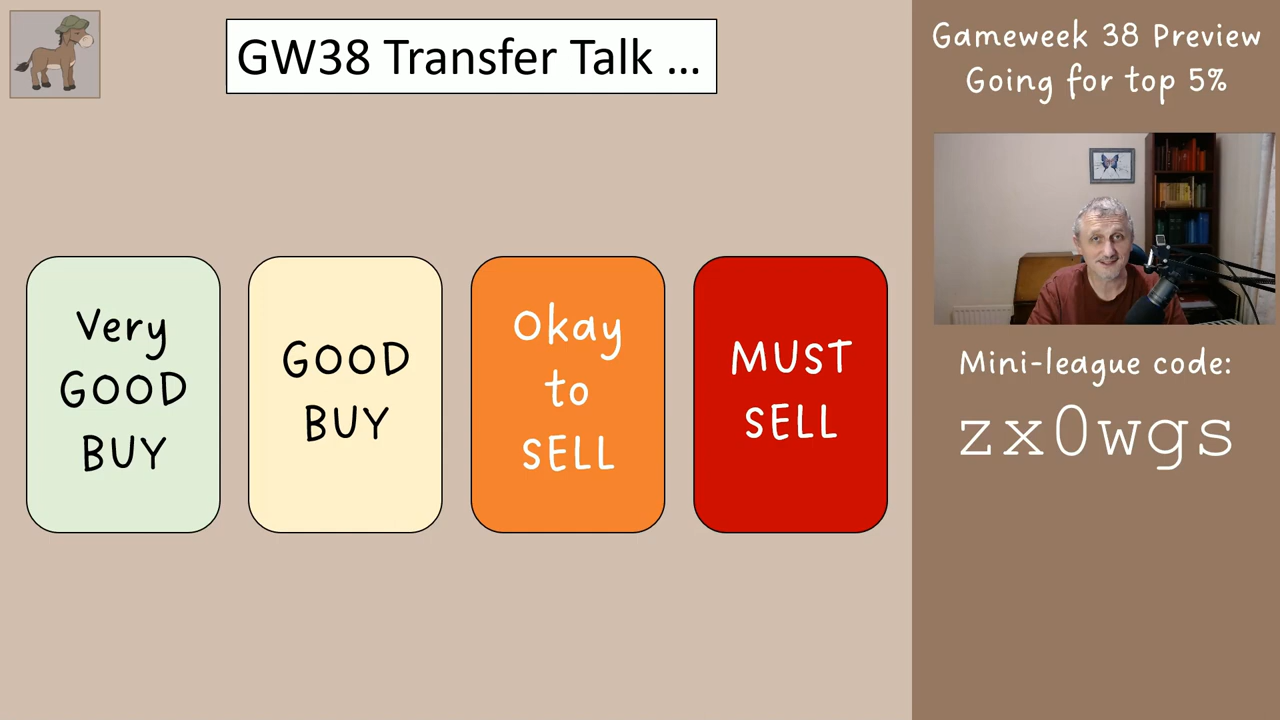 GW38 Transfer Talk ...
Gameweek 38 Preview
Going for top 5%
Very
GOOD
BUY
GOOD
BUY
Okay
to
SELL
MUST
SELL
Mini-league code:
zx0wgs